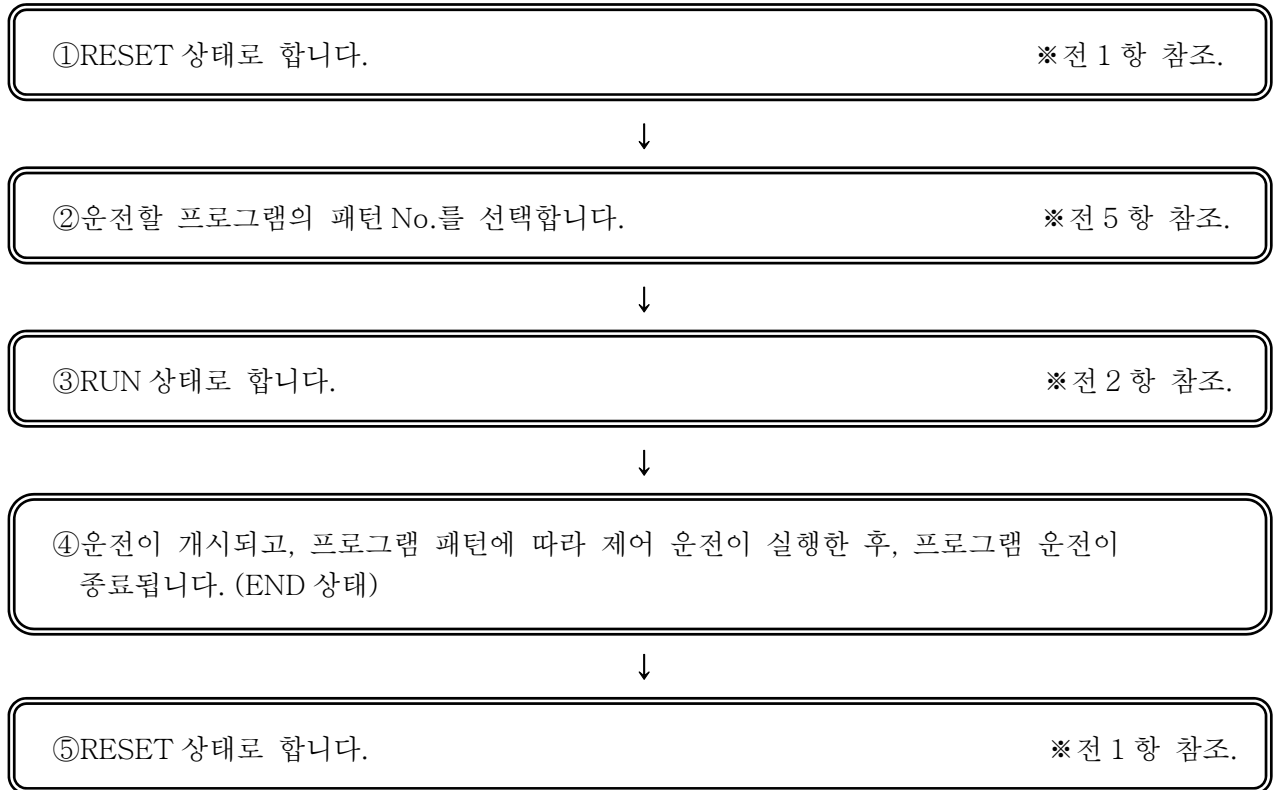 ①RESET 상태로 합니다. ※전 1 항 참조.
↓
②운전할 프로그램의 패턴 No.를 선택합니다. ※전 5 항 참조.
↓
③RUN 상태로 합니다. ※전 2 항 참조.
↓
④운전이 개시되고, 프로그램 패턴에 따라 제어 운전이 실행한 후, 프로그램 운전이
종료됩니다. (END 상태)
↓
⑤RESET 상태로 합니다. ※전 1 항 참조.